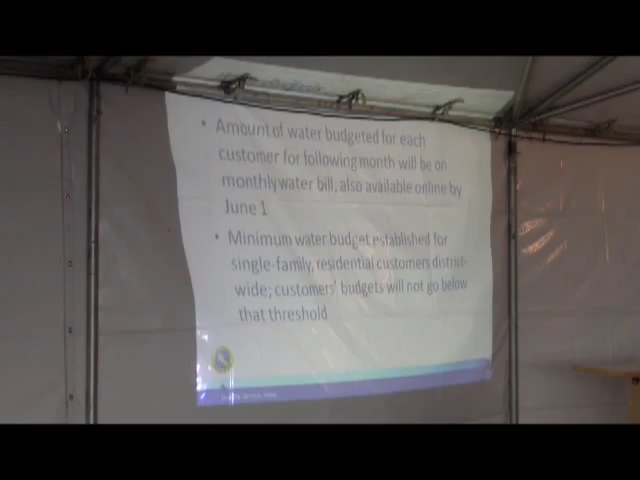 • Amount of water budgeted for each
customer for following month will be on
monthly water bill, also available online by
June 1
• Minimum water budget established for
single-family, residential customers district-
wide; customers' budgets will not go below
that threshold